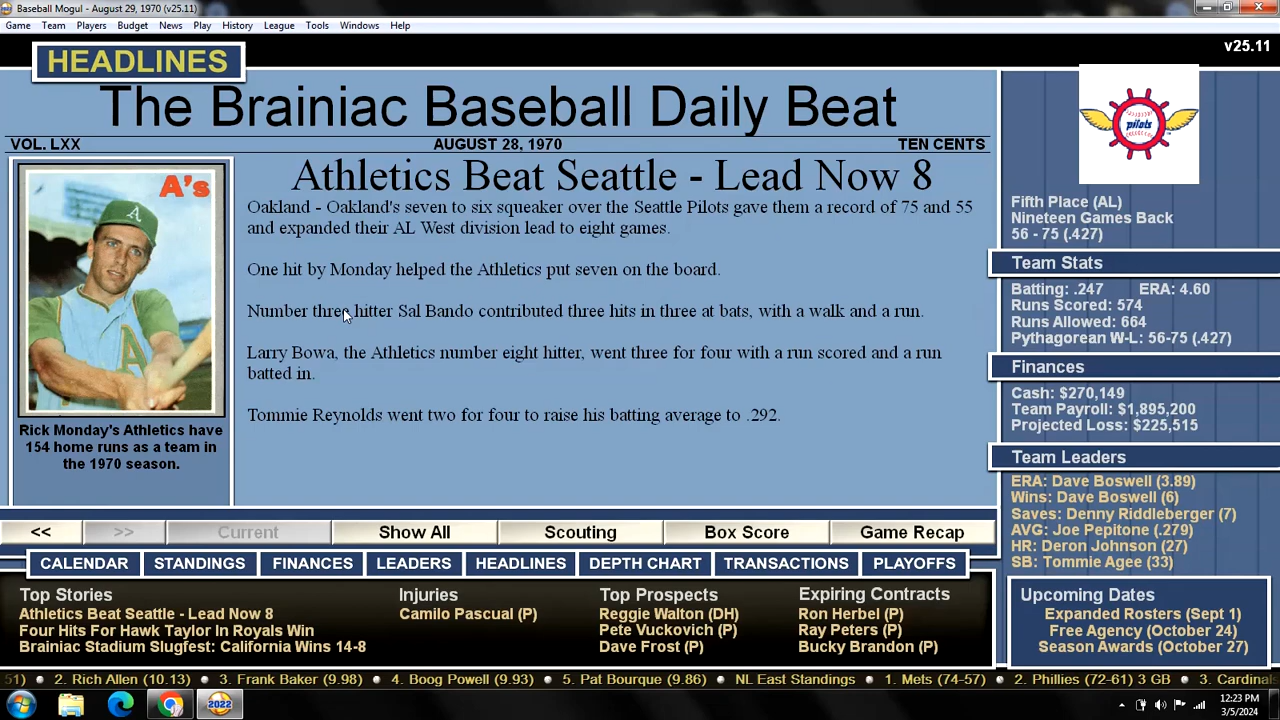 Baseball Mogul - August 29, 1970 (v25.11)
Game Team Players Budget News Play History League Tools Windows Help
HEADLINES
v25.11
The Brainiac Baseball Daily Beat
VOL. LXX AUGUST 28, 1970 TEN CENTS
A's
A
Athletics Beat Seattle - Lead Now 8
Oakland - Oakland's seven to six squeaker over the Seattle Pilots gave them a record of 75 and 55
and expanded their AL West division lead to eight games.
One hit by Monday helped the Athletics put seven on the board.
Number three hitter Sal Bando contributed three hits in three at bats, with a walk and a run.
Larry Bowa, the Athletics number eight hitter, went three for four with a run scored and a run
batted in.
Tommie Reynolds went two for four to raise his batting average to .292.
Rick Monday's Athletics have
154 home runs as a team in
the 1970 season.
pilots
Fifth Place (AL)
Nineteen Games Back
56 - 75 (.427)
Team Stats
Batting: .247 ERA: 4.60
Runs Scored: 574
Runs Allowed: 664
Pythagorean W-L: 56-75 (.427)
Finances
Cash: $270,149
Team Payroll: $1,895,200
Projected Loss: $225,515
Team Leaders
ERA: Dave Boswell (3.89)
Wins: Dave Boswell (6)
Saves: Denny Riddleberger (7)
AVG: Joe Pepitone (.279)
HR: Deron Johnson (27)
SB: Tommie Agee (33)
<< >> Current Show All Scouting Box Score Game Recap
CALENDAR STANDINGS FINANCES LEADERS HEADLINES DEPTH CHART TRANSACTIONS PLAYOFFS
Top Stories
Athletics Beat Seattle - Lead Now 8
Four Hits For Hawk Taylor In Royals Win
Brainiac Stadium Slugfest: California Wins 14-8
Injuries
Camilo Pascual (P)
Top Prospects
Reggie Walton (DH)
Pete Vuckovich (P)
Dave Frost (P)
Expiring Contracts
Ron Herbel (P)
Ray Peters (P)
Bucky Brandon (P)
Upcoming Dates
Expanded Rosters (Sept 1)
Free Agency (October 24)
Season Awards (October 27)
51) • 2. Rich Allen (10.13) • 3. Frank Baker (9.98) • 4. Boog Powell (9.93) • 5. Pat Bourque (9.86) • NL East Standings • 1. Mets (74-57) • 2. Phillies (72-61) 3 GB • 3. Cardinal
2022
12:23 PM
3/5/2024